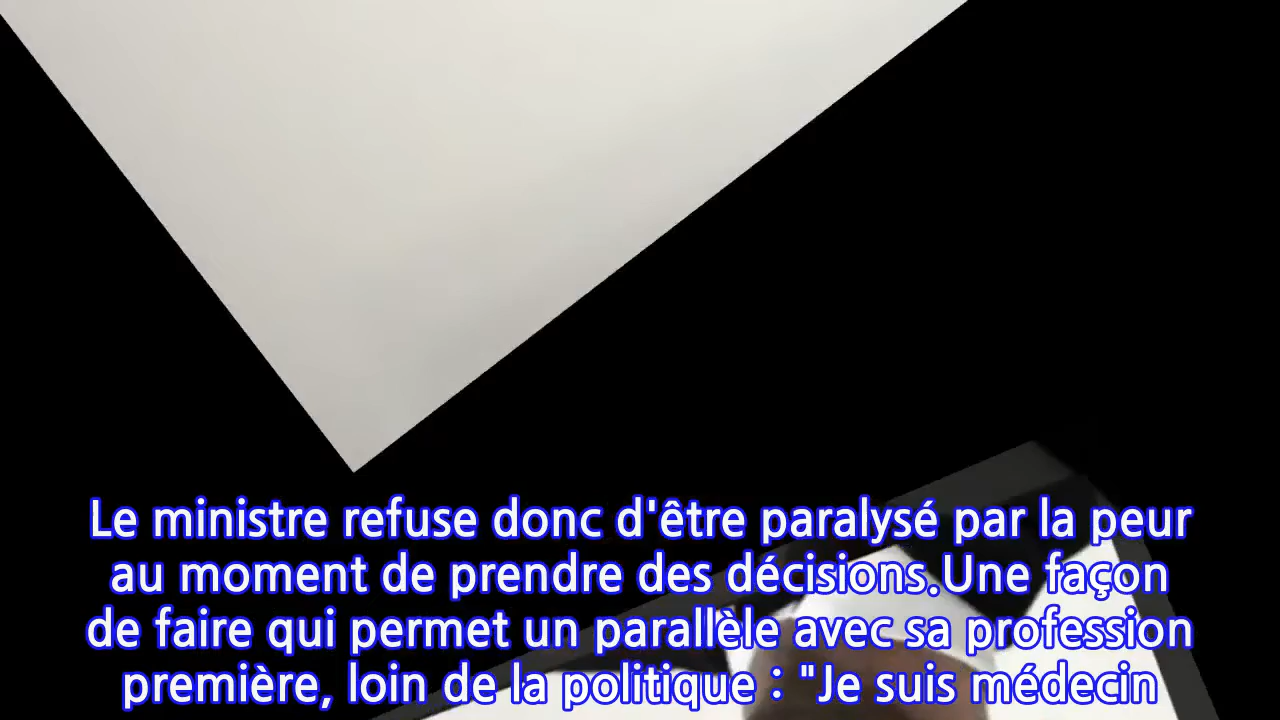 Le ministre refuse donc d'être paralysé par la peur
au moment de prendre des décisions.Une façon
de faire qui permet un parallèle avec sa profession
première, loin de la politique : "Je suis médecin